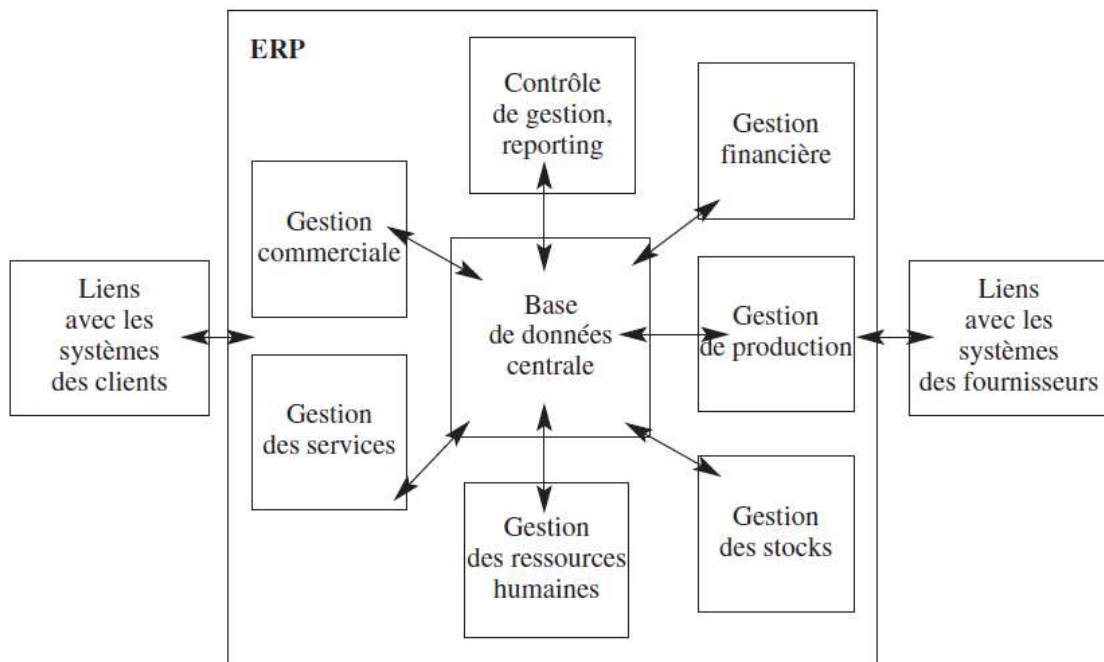 ERP
Contrôle
de gestion,
reporting
Gestion
financière
Gestion
commerciale
Liens
avec les
systèmes
des clients
Base
de données
centrale
Gestion
de production
Liens
avec les
systèmes
des fournisseurs
Gestion
des services
Gestion
des ressources
humaines
Gestion
des stocks